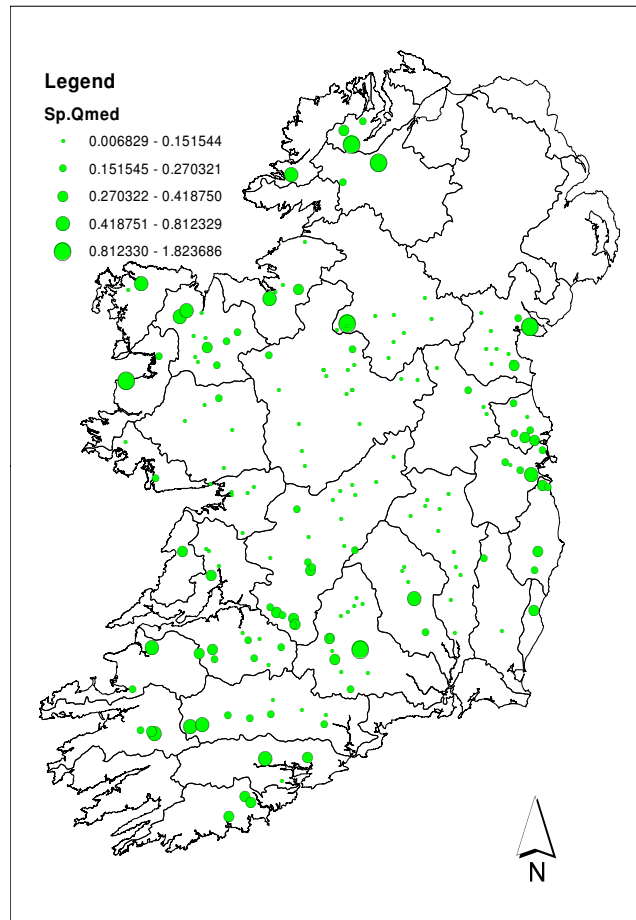 Legend
Sp.Qmed
0.006829 - 0.151544
0.151545 - 0.270321
0.270322 - 0.418750
0.418751 - 0.812329
0.812330 - 1.823686
N